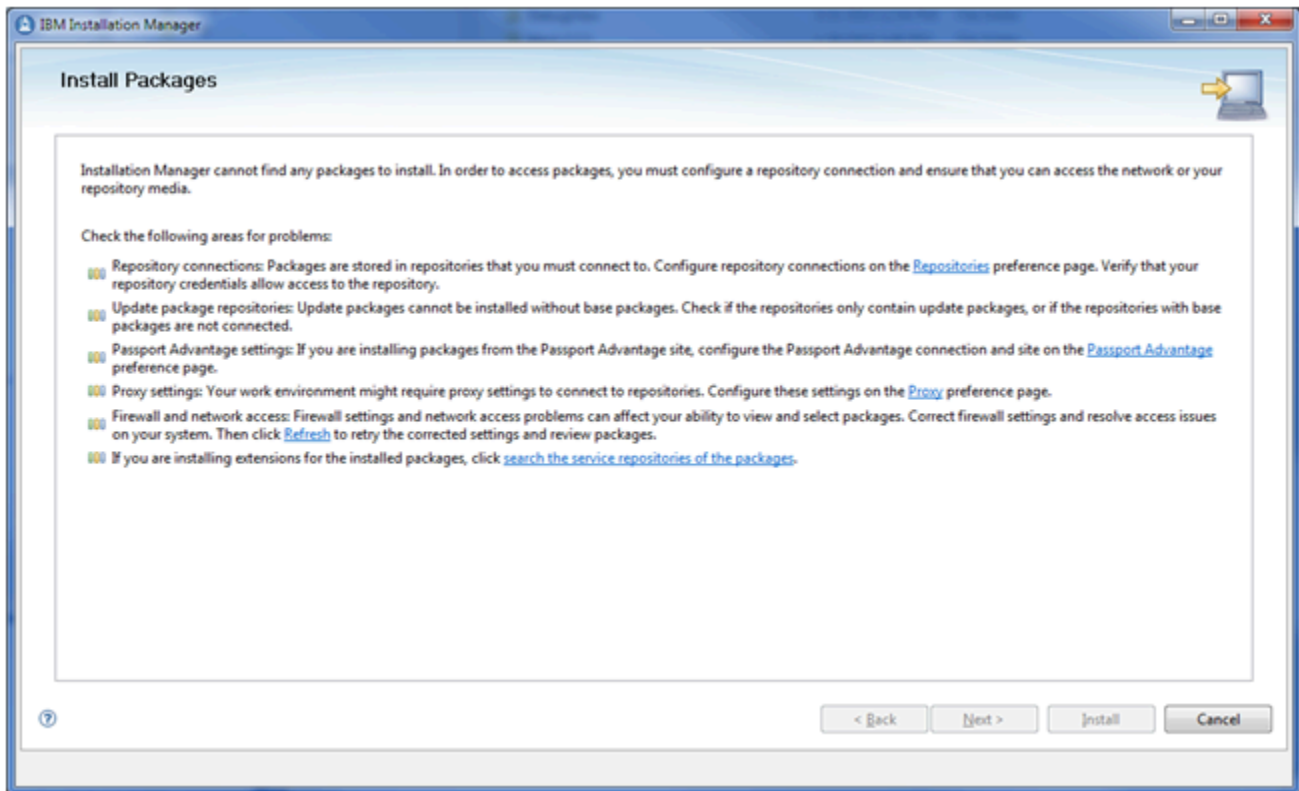 IBM Installation Manager
Install Packages
Installation Manager cannot find any packages to install. In order to access packages, you must configure a repository connection and ensure that you can access the network or your
repository media.
Check the following areas for problems:
Repository connections: Packages are stored in repositories that you must connect to. Configure repository connections on the Repositories preference page. Verify that your
repository credentials allow access to the repository.
Update package repositories: Update packages cannot be installed without base packages. Check if the repositories only contain update packages, or if the repositories with base
packages are not connected.
Passport Advantage settings: If you are installing packages from the Passport Advantage site, configure the Passport Advantage connection and site on the Passport Advantage
preference page.
Proxy settings: Your work environment might require proxy settings to connect to repositories. Configure these settings on the Proxy preference page.
Firewall and network access: Firewall settings and network access problems can affect your ability to view and select packages. Correct firewall settings and resolve access issues
on your system. Then click Refresh to retry the corrected settings and review packages.
If you are installing extensions for the installed packages, click search the service repositories of the packages.
? < Back Next > Install Cancel